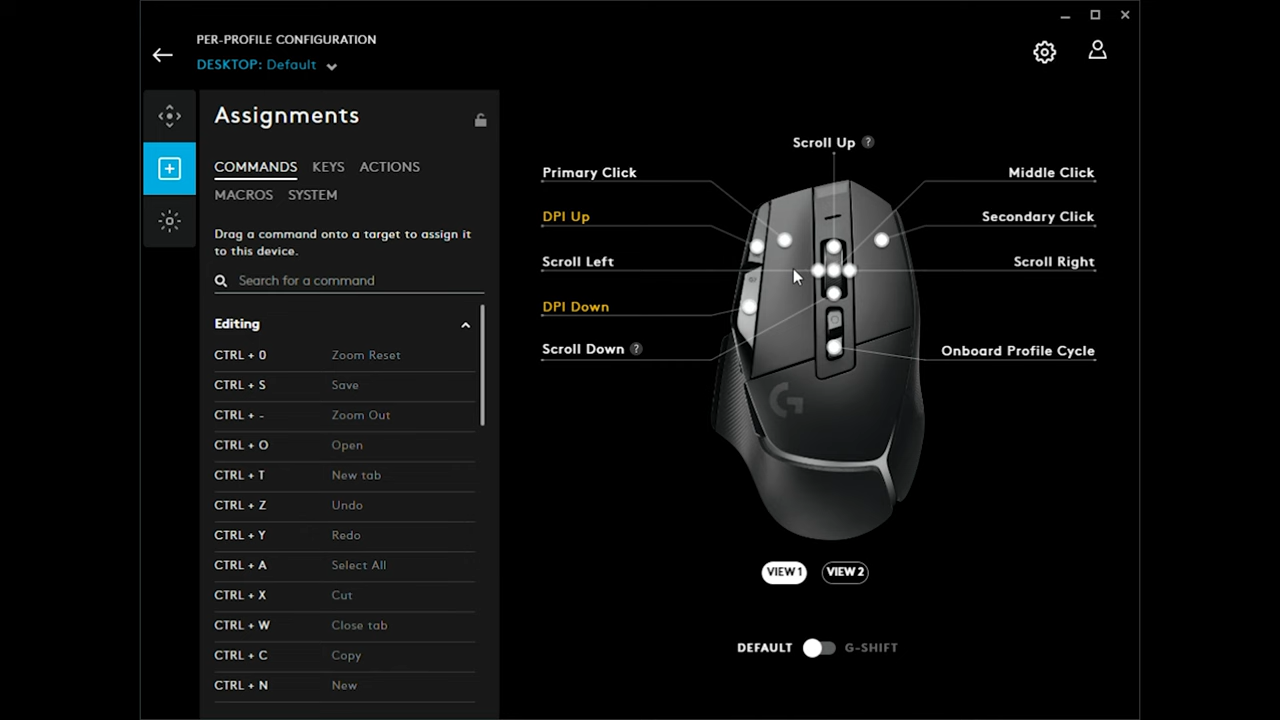 PER-PROFILE CONFIGURATION
DESKTOP: Default
Assignments
COMMANDS KEYS ACTIONS
MACROS SYSTEM
Drag a command onto a target to assign it
to this device.
Search for a command
Editing
CTRL + 0 Zoom Reset
CTRL + S Save
CTRL + - Zoom Out
CTRL + O Open
CTRL + T New tab
CTRL + Z Undo
CTRL + Y Redo
CTRL + A Select All
CTRL + X Cut
CTRL + W Close tab
CTRL + C Copy
CTRL + N New
Scroll Up ?
Primary Click
Middle Click
DPI Up
Secondary Click
Scroll Left
Scroll Right
DPI Down
Scroll Down ?
Onboard Profile Cycle
G
VIEW 1 VIEW 2
DEFAULT G-SHIFT